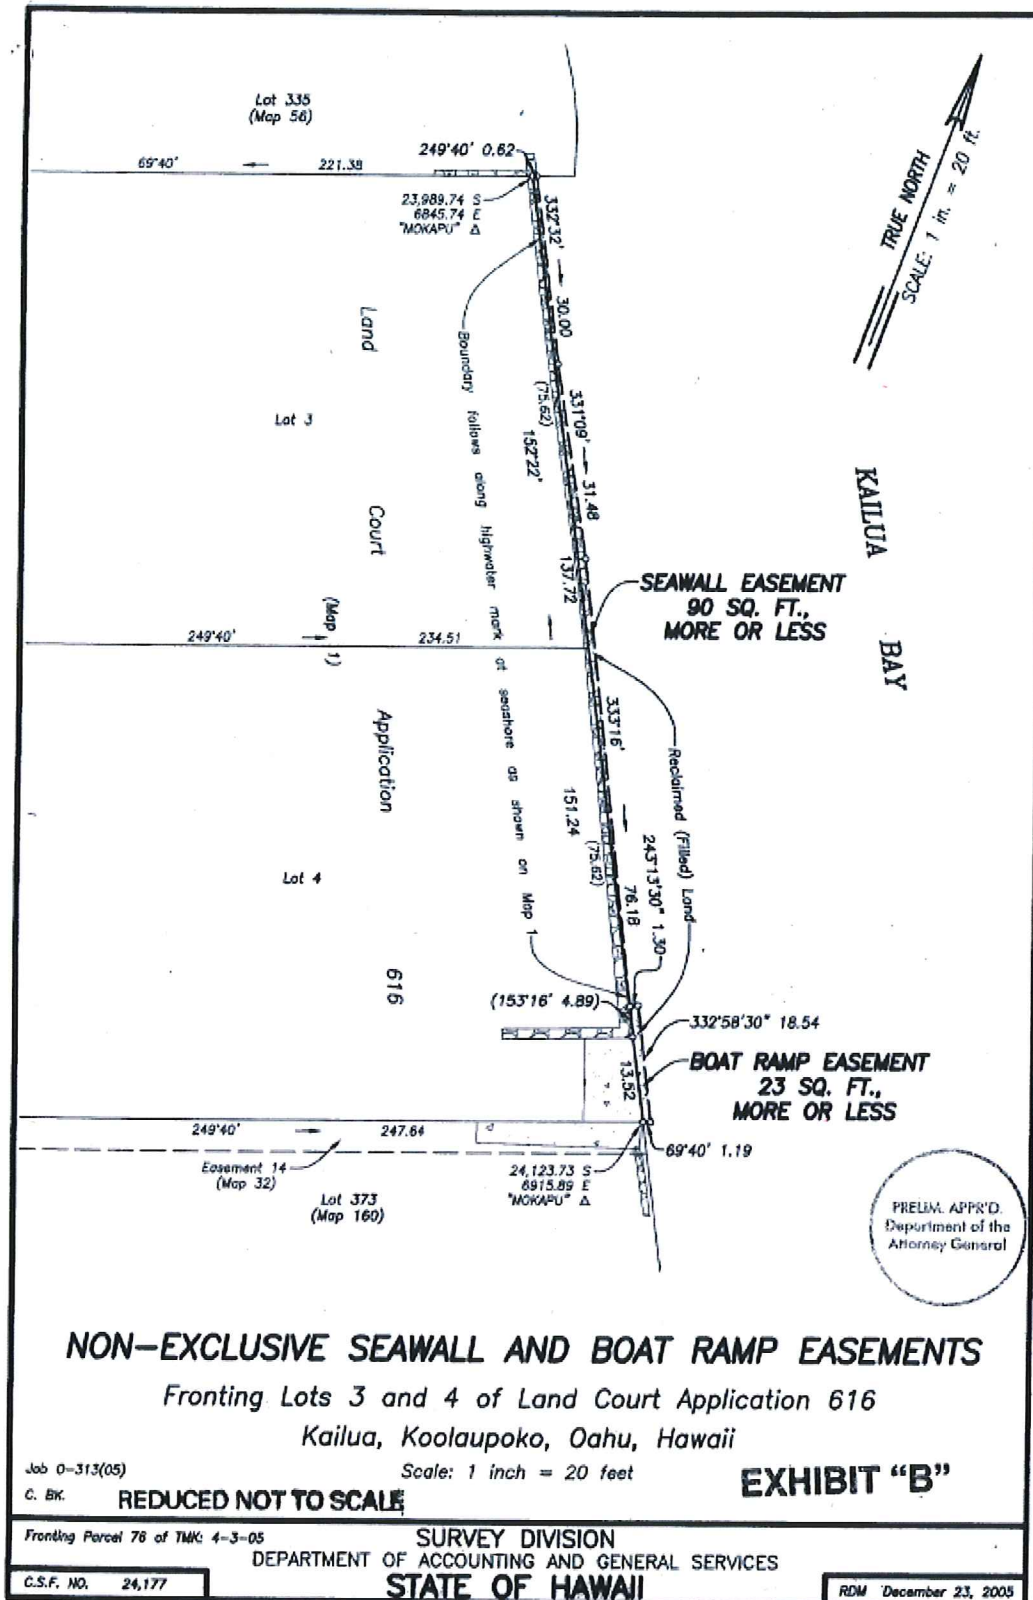 Lot 335
(Map 56)
69°40'
221.38
249°40' 0.62
23,989.74 S
6845.74 E
"MOKAPU" Δ
332°32'
30.00
TRUE NORTH
SCALE: 1 in. = 20 ft.
Land
Court
Application
616
(Map 1)
Lot 3
Boundary follows along highwater mark at seashore as shown on Map 1
(75.62)
152°22'
331°09'
31.48
137.72
KAILUA
BAY
SEAWALL EASEMENT
90 SQ. FT.,
MORE OR LESS
249°40'
234.51
333°16'
Reclaimed (Filled) Land
151.24
(75.62)
76.18
243°13'30" 1.30
Lot 4
(153°16' 4.89)
332°58'30" 18.54
BOAT RAMP EASEMENT
23 SQ. FT.,
MORE OR LESS
13.52
249°40'
247.64
69°40' 1.19
Easement 14
(Map 32)
24,123.73 S
6915.89 E
"MOKAPU" Δ
Lot 373
(Map 160)
PRELIM. APPR'D.
Department of the
Attorney General
NON-EXCLUSIVE SEAWALL AND BOAT RAMP EASEMENTS
Fronting Lots 3 and 4 of Land Court Application 616
Kailua, Koolaupoko, Oahu, Hawaii
Job O-313(05)
Scale: 1 inch = 20 feet
EXHIBIT "B"
C. BK.
REDUCED NOT TO SCALE
Fronting Parcel 76 of TMK: 4-3-05
SURVEY DIVISION
DEPARTMENT OF ACCOUNTING AND GENERAL SERVICES
C.S.F. NO. 24,177
STATE OF HAWAII
RDM December 23, 2005